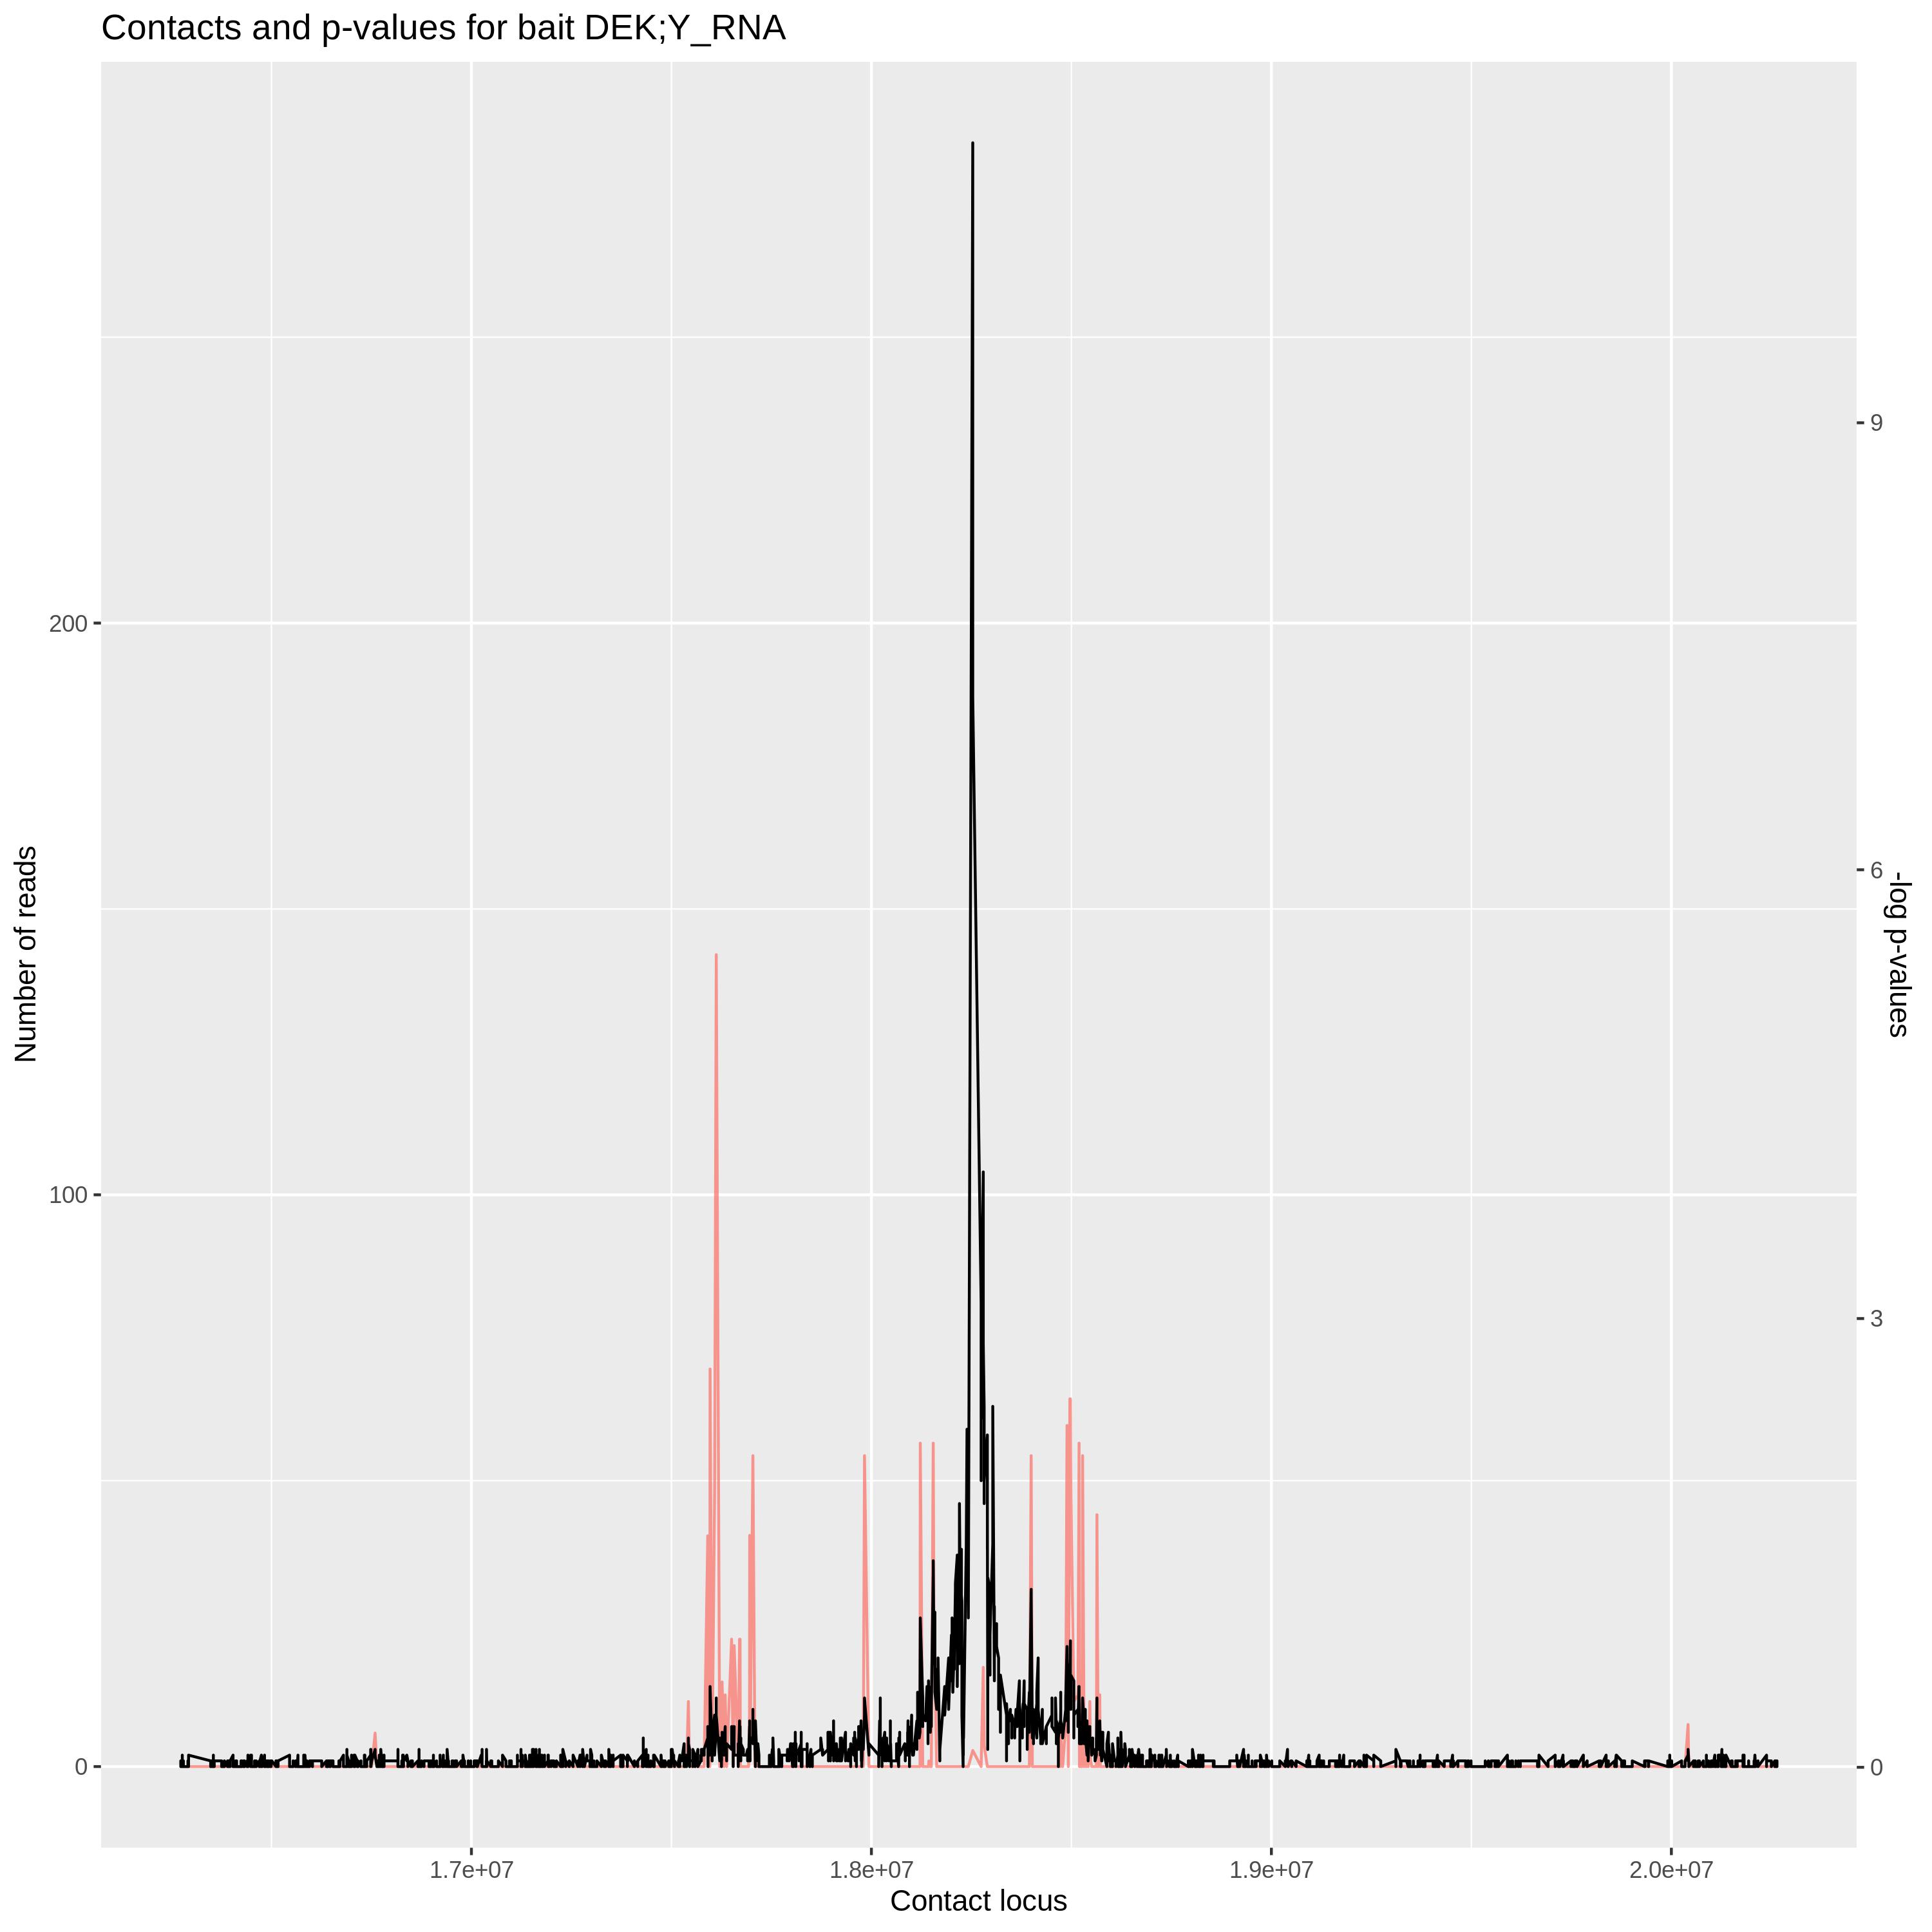 Contacts and p-values for bait DEK;Y_RNA
Number of reads
200
100
0
9
6
3
0
-log p-values
1.7e+07
1.8e+07
1.9e+07
2.0e+07
Contact locus